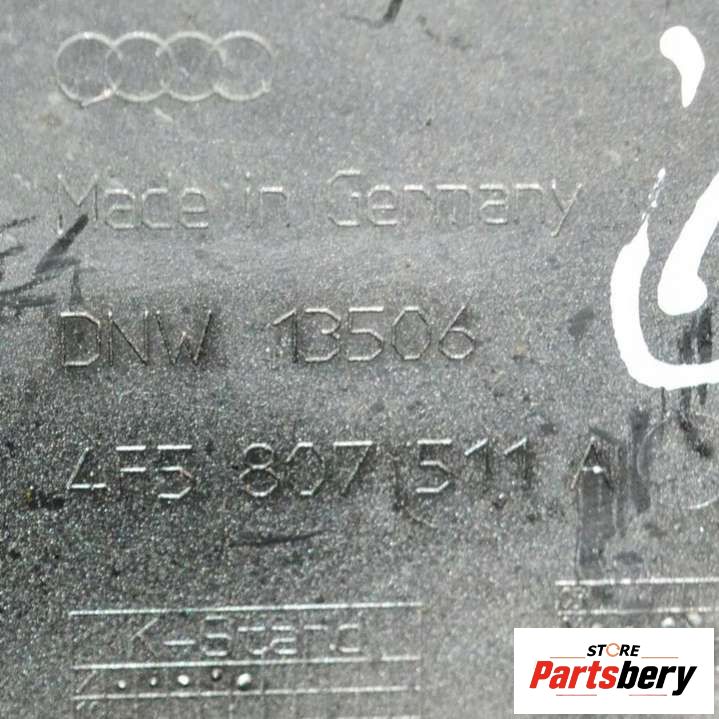 Made in Germany
DNW 13506
4F5 807 511 A
K-Stand
STORE
Partsbery